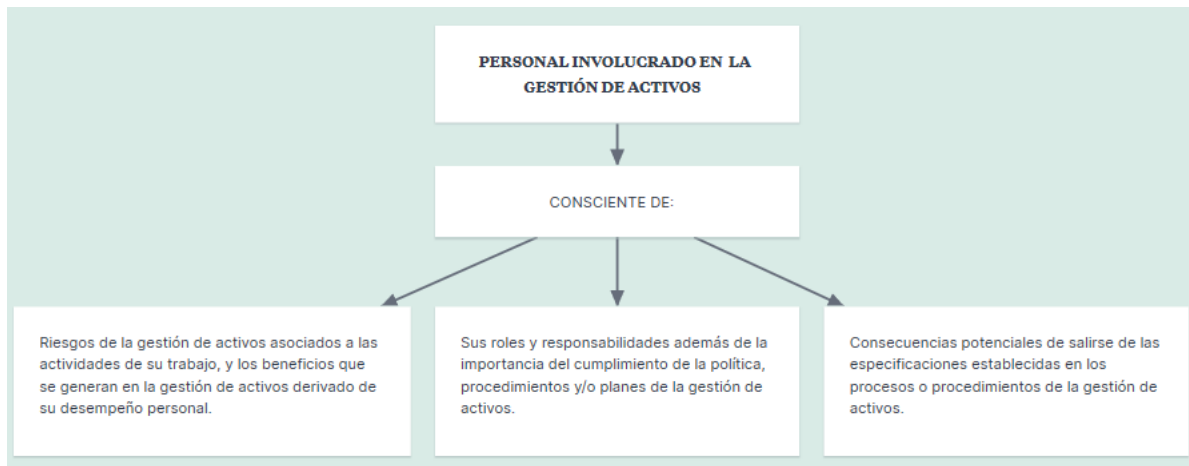 PERSONAL INVOLUCRADO EN LA
GESTIÓN DE ACTIVOS
CONSCIENTE DE:
Riesgos de la gestión de activos asociados a las
actividades de su trabajo, y los beneficios que
se generan en la gestión de activos derivado de
su desempeño personal.
Sus roles y responsabilidades además de la
importancia del cumplimiento de la política,
procedimientos y/o planes de la gestión de
activos.
Consecuencias potenciales de salirse de las
especificaciones establecidas en los
procesos o procedimientos de la gestión de
activos.